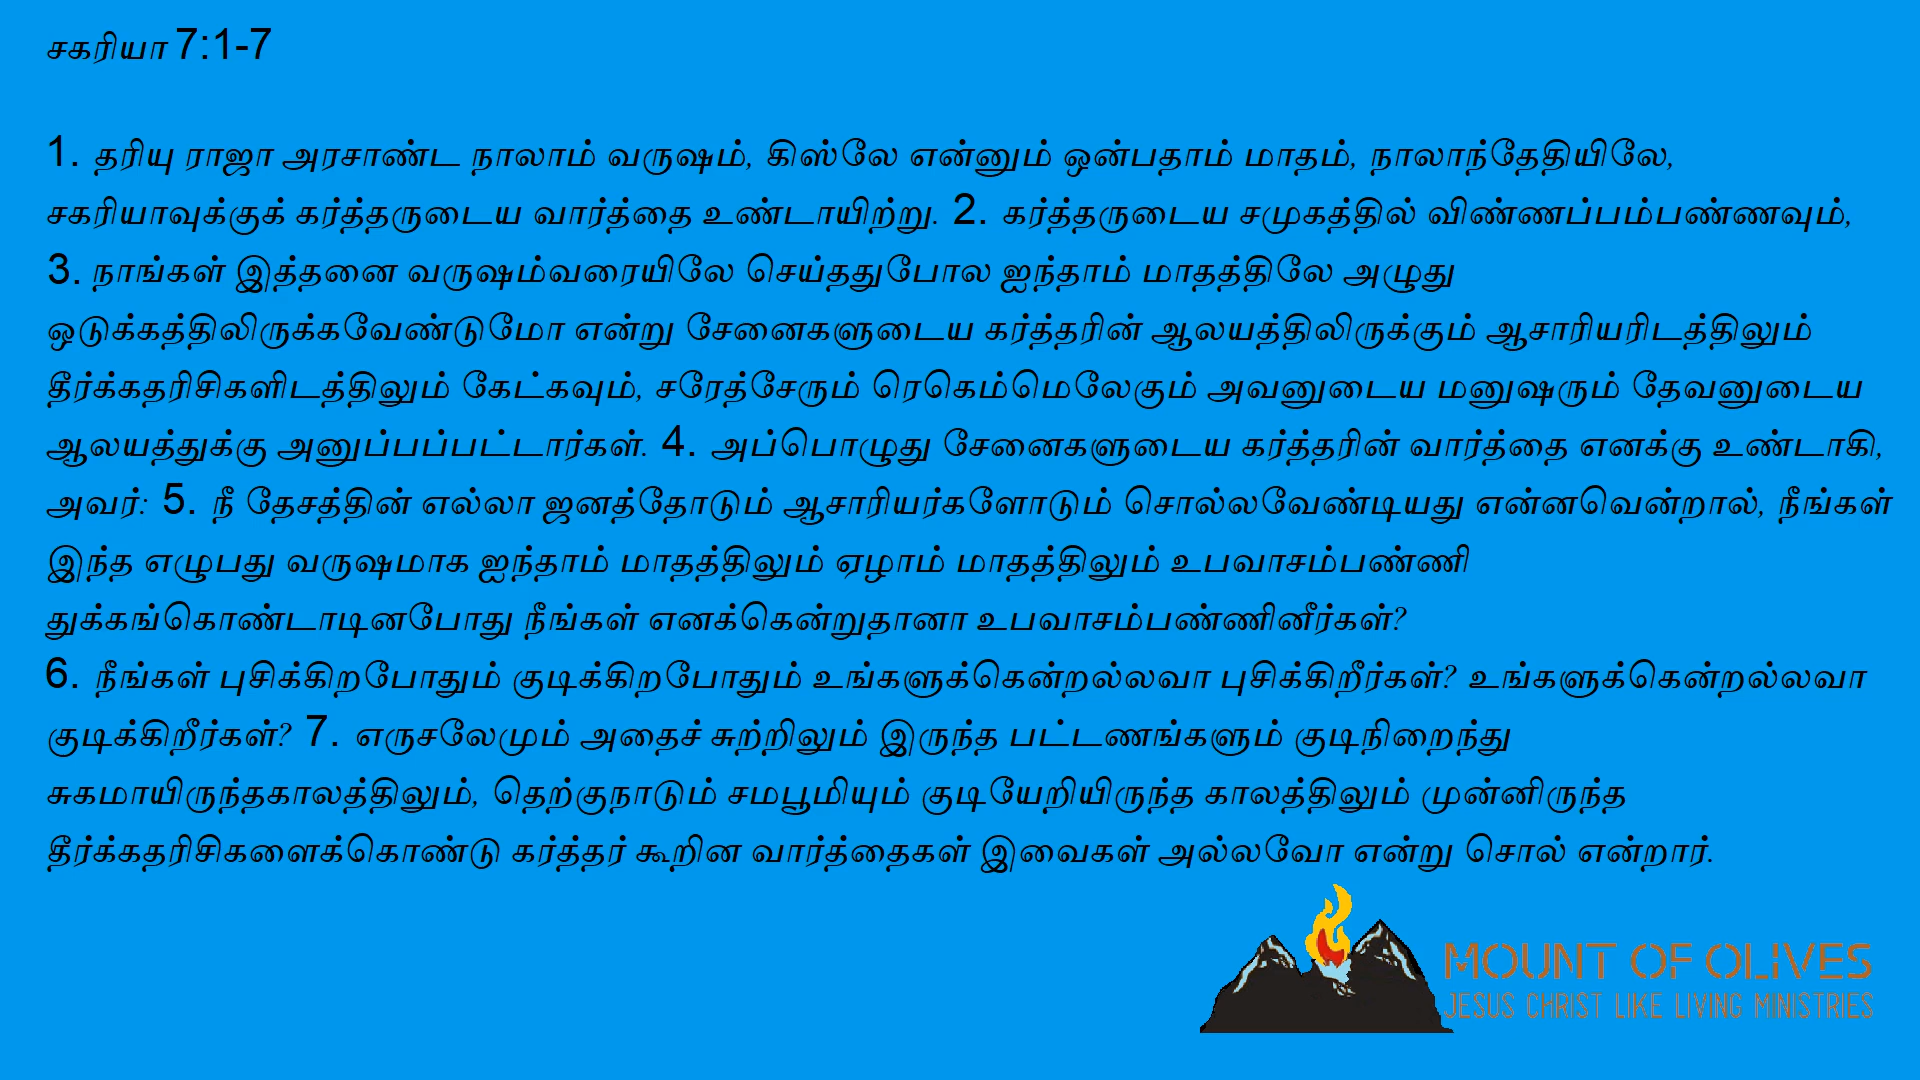 சகரியா 7:1-7
1. தரியு ராஜா அரசாண்ட நாலாம் வருஷம், கிஸ்லே என்னும் ஒன்பதாம் மாதம், நாலாந்தேதியிலே,
சகரியாவுக்குக் கர்த்தருடைய வார்த்தை உண்டாயிற்று. 2. கர்த்தருடைய சமுகத்தில் விண்ணப்பம்பண்ணவும்,
3. நாங்கள் இத்தனை வருஷம்வரையிலே செய்ததுபோல ஐந்தாம் மாதத்திலே அழுது
ஒடுக்கத்திலிருக்கவேண்டுமோ என்று சேனைகளுடைய கர்த்தரின் ஆலயத்திலிருக்கும் ஆசாரியரிடத்திலும்
தீர்க்கதரிசிகளிடத்திலும் கேட்கவும், சரேத்சேரும் ரெகெம்மெலேகும் அவனுடைய மனுஷரும் தேவனுடைய
ஆலயத்துக்கு அனுப்பப்பட்டார்கள். 4. அப்பொழுது சேனைகளுடைய கர்த்தரின் வார்த்தை எனக்கு உண்டாகி,
அவர்: 5. நீ தேசத்தின் எல்லா ஜனத்தோடும் ஆசாரியர்களோடும் சொல்லவேண்டியது என்னவென்றால், நீங்கள்
இந்த எழுபது வருஷமாக ஐந்தாம் மாதத்திலும் ஏழாம் மாதத்திலும் உபவாசம்பண்ணி
துக்கங்கொண்டாடினபோது நீங்கள் எனக்கென்றுதானா உபவாசம்பண்ணினீர்கள்?
6. நீங்கள் புசிக்கிறபோதும் குடிக்கிறபோதும் உங்களுக்கென்றல்லவா புசிக்கிறீர்கள்? உங்களுக்கென்றல்லவா
குடிக்கிறீர்கள்? 7. எருசலேமும் அதைச் சுற்றிலும் இருந்த பட்டணங்களும் குடிநிறைந்து
சுகமாயிருந்தகாலத்திலும், தெற்குநாடும் சமபூமியும் குடியேறியிருந்த காலத்திலும் முன்னிருந்த
தீர்க்கதரிசிகளைக்கொண்டு கர்த்தர் கூறின வார்த்தைகள் இவைகள் அல்லவோ என்று சொல் என்றார்.
MOUNT OF OLIVES
JESUS CHRIST LIKE LIVING MINISTRIES